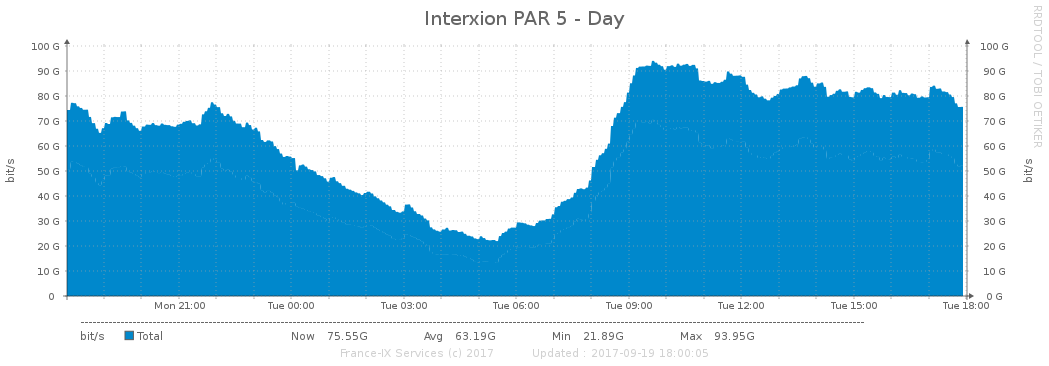 Interxion PAR 5 - Day
RRDTOOL / TOBI OETIKER
100 G 100 G
90 G 90 G
80 G 80 G
70 G 70 G
60 G 60 G
50 G 50 G
40 G 40 G
30 G 30 G
20 G 20 G
10 G 10 G
0 0 G
bit/s bit/s
Mon 21:00 Tue 00:00 Tue 03:00 Tue 06:00 Tue 09:00 Tue 12:00 Tue 15:00 Tue 18:00
bit/s Total Now 75.55G Avg 63.19G Min 21.89G Max 93.95G
France-IX Services (c) 2017 Updated : 2017-09-19 18:00:05